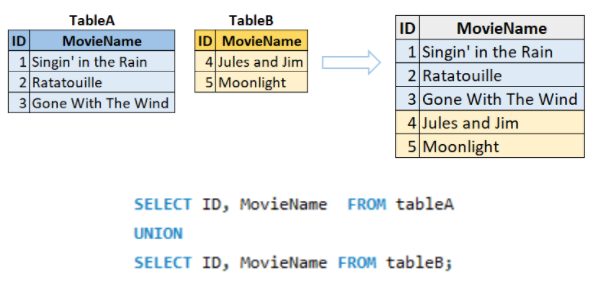 TableA
ID MovieName
1 Singin' in the Rain
2 Ratatouille
3 Gone With The Wind
TableB
ID MovieName
4 Jules and Jim
5 Moonlight
ID MovieName
1 Singin' in the Rain
2 Ratatouille
3 Gone With The Wind
4 Jules and Jim
5 Moonlight
SELECT ID, MovieName  FROM tableA
UNION
SELECT ID, MovieName FROM tableB;